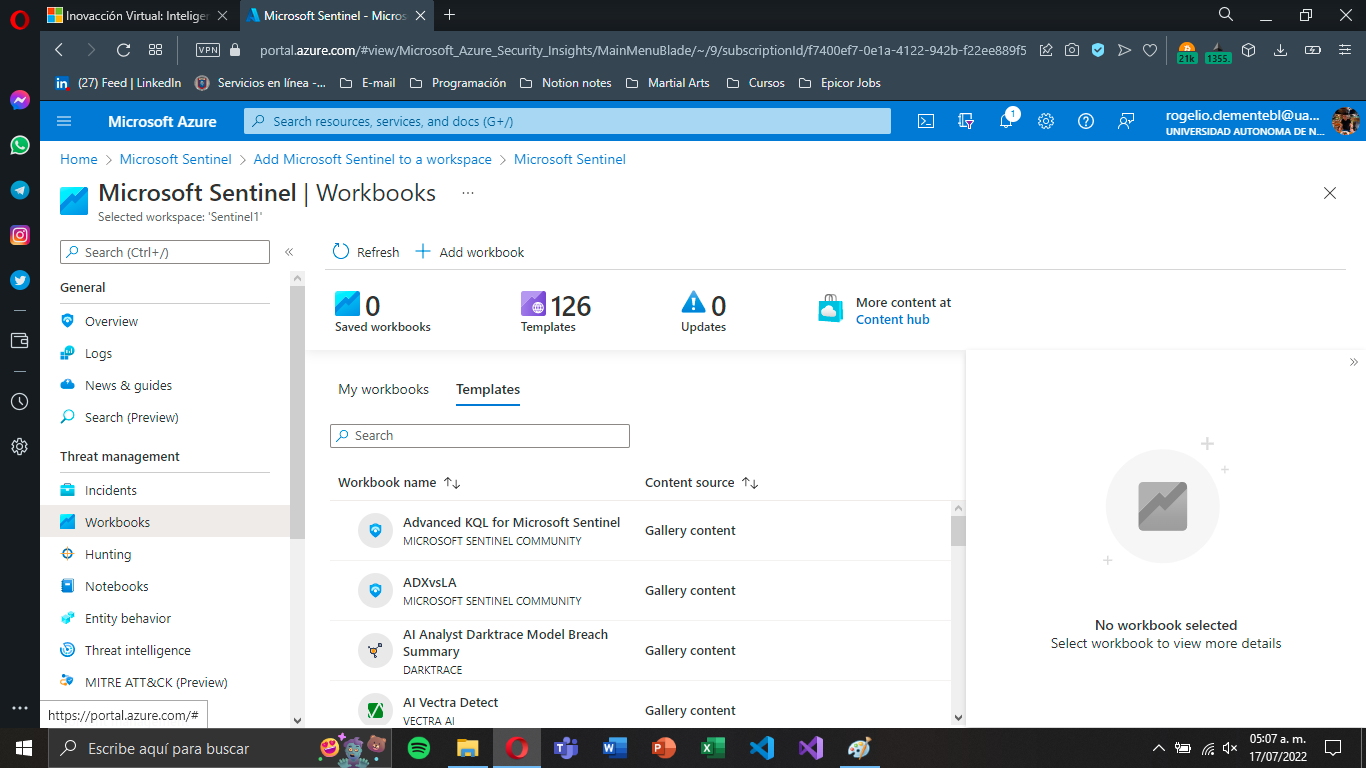 Inovacción Virtual: Inteliger
Microsoft Sentinel - Micros
VPN
portal.azure.com/#view/Microsoft_Azure_Security_Insights/MainMenuBlade/~/9/subscriptionId/f7400ef7-0e1a-4122-942b-f22ee889f5
21k
1355.
(27) Feed | LinkedIn
Servicios en línea -...
E-mail
Programación
Notion notes
Martial Arts
Cursos
Epicor Jobs
Microsoft Azure
Search resources, services, and docs (G+/)
1
rogelio.dementebl@ua...
UNIVERSIDAD AUTONOMA DE N...
Home > Microsoft Sentinel > Add Microsoft Sentinel to a workspace > Microsoft Sentinel
Microsoft Sentinel | Workbooks ...
Selected workspace: 'Sentinel1'
Search (Ctrl+/)
«
General
Overview
Logs
News & guides
Search (Preview)
Threat management
Incidents
Workbooks
Hunting
Notebooks
Entity behavior
Threat intelligence
MITRE ATT&CK (Preview)
https://portal.azure.com/#
Refresh
Add workbook
0
Saved workbooks
126
Templates
0
Updates
More content at
Content hub
My workbooks
Templates
Search
Workbook name
Content source
Advanced KQL for Microsoft Sentinel
MICROSOFT SENTINEL COMMUNITY
Gallery content
ADXvsLA
MICROSOFT SENTINEL COMMUNITY
Gallery content
AI Analyst Darktrace Model Breach
Summary
DARKTRACE
Gallery content
AI Vectra Detect
VECTRA AI
Gallery content
»
No workbook selected
Select workbook to view more details
Escribe aquí para buscar
05:07 a. m.
17/07/2022